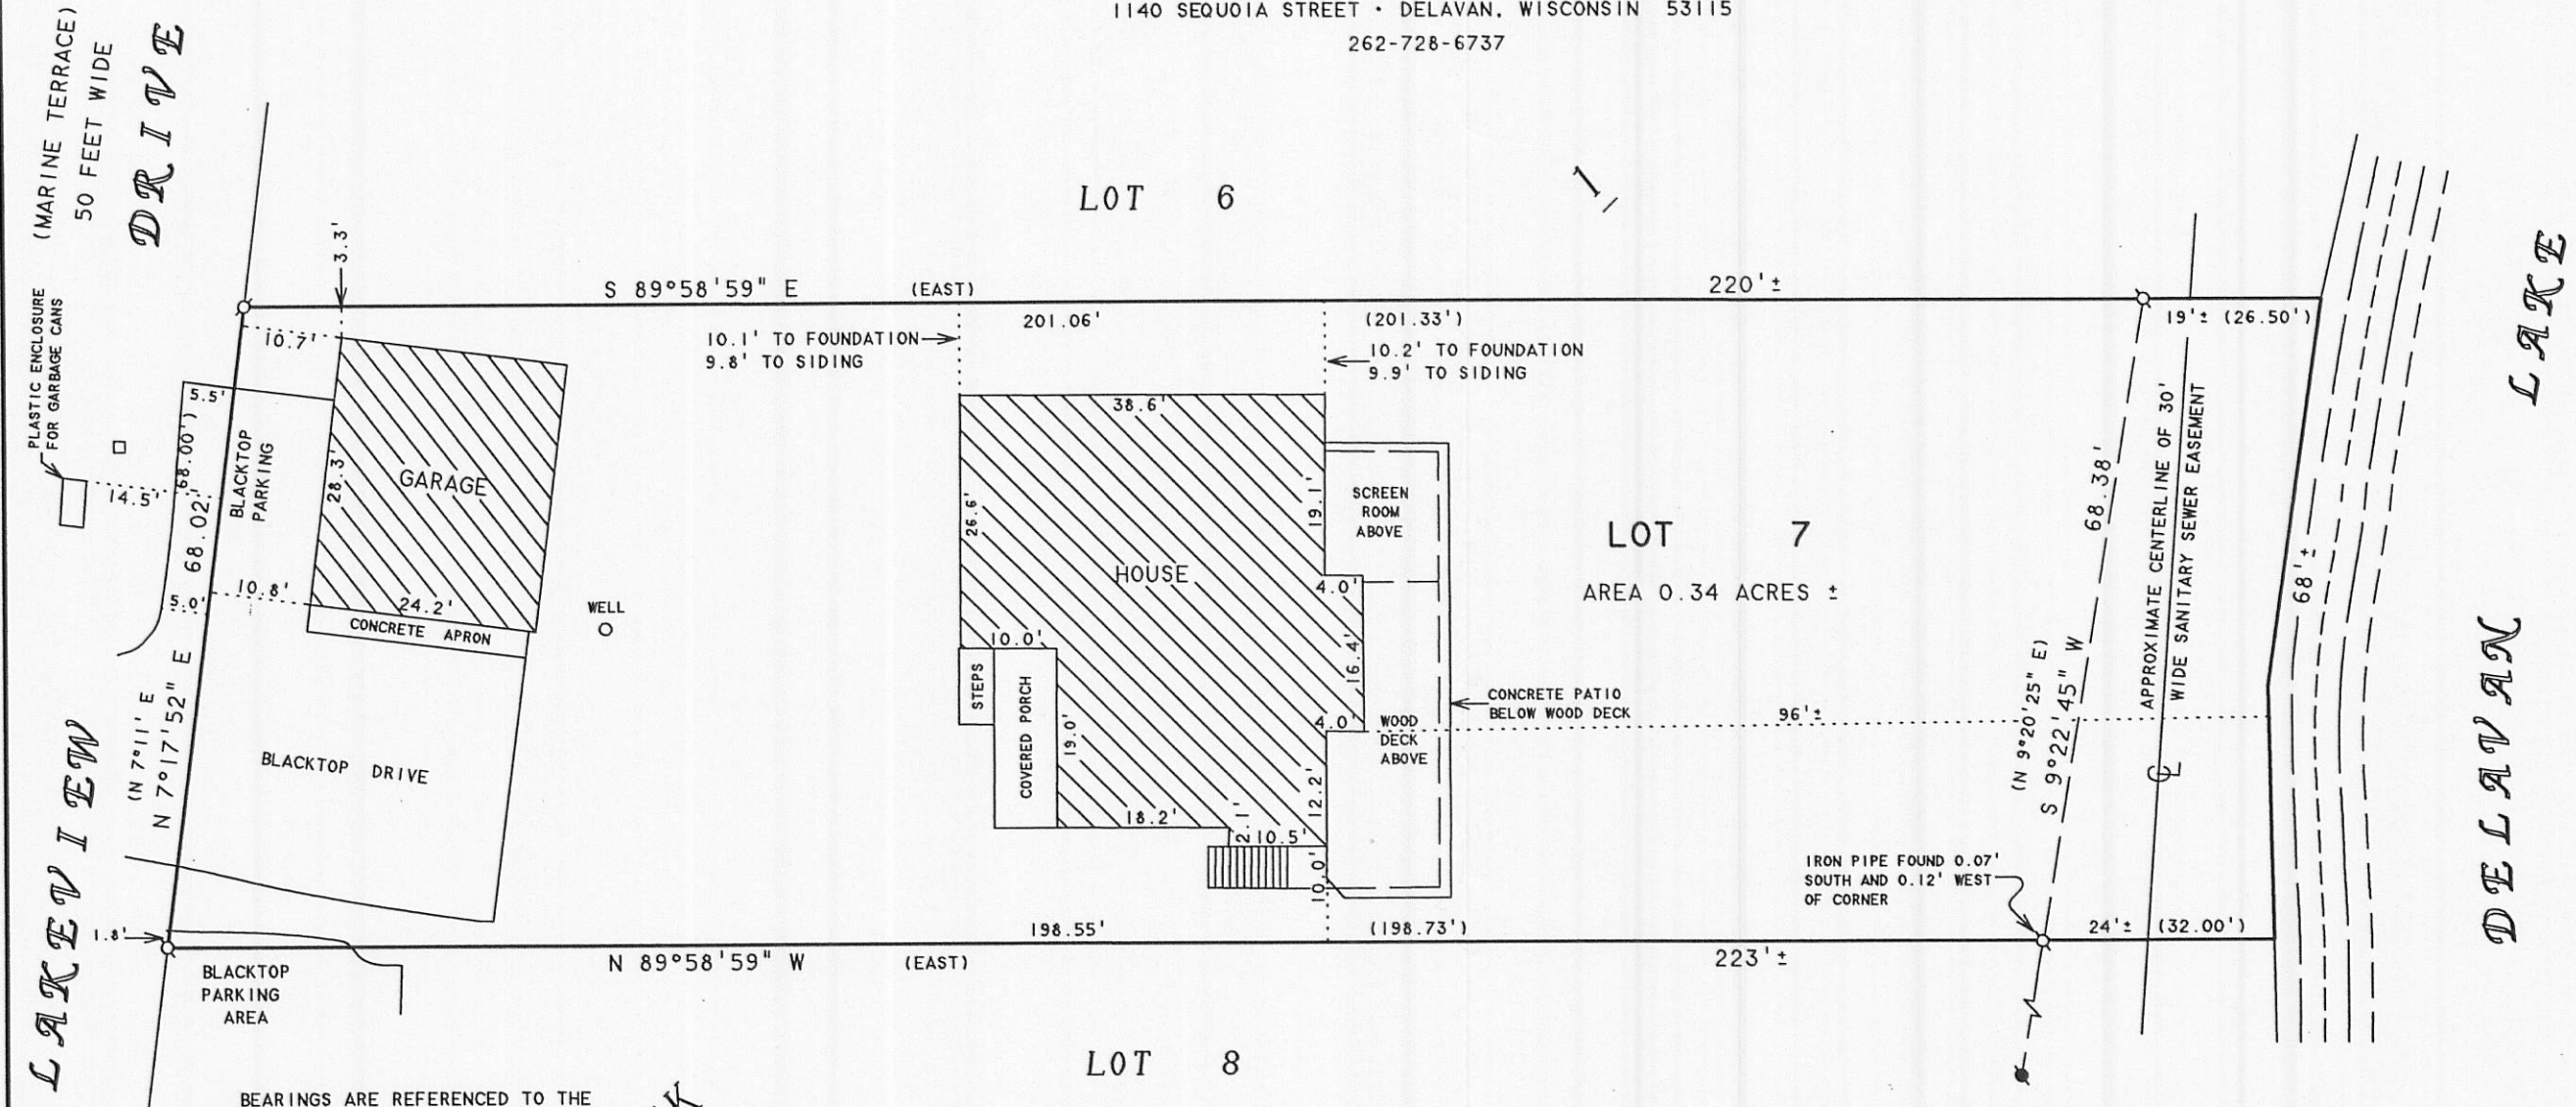 1140 SEQUOIA STREET • DELAVAN, WISCONSIN 53115
262-728-6737
(MARINE TERRACE)
50 FEET WIDE
LAKEVIEW DRIVE
PLASTIC ENCLOSURE
FOR GARBAGE CANS
LOT 6
1
3.3'
S 89°58'59" E (EAST) 220'±
201.06' (201.33') 19'± (26.50')
10.1' TO FOUNDATION
9.8' TO SIDING
10.2' TO FOUNDATION
9.9' TO SIDING
10.7'
5.5'
(68.00')
68.02'
14.5'
BLACKTOP
PARKING
28.3'
GARAGE
10.8'
5.0'
24.2'
CONCRETE APRON
WELL
(N 7°11' E
N 7°17'52" E
BLACKTOP DRIVE
38.6'
26.6'
19.1'
HOUSE
SCREEN
ROOM
ABOVE
4.0'
16.4'
4.0'
10.0'
STEPS
COVERED PORCH
19.0'
18.2'
2.1'
10.5'
12.2'
10.0'
WOOD
DECK
ABOVE
CONCRETE PATIO
BELOW WOOD DECK
LOT 7
AREA 0.34 ACRES ±
96'±
68.38'
(N 9°20'25" E)
S 9°22'45" W
APPROXIMATE CENTERLINE OF 30'
WIDE SANITARY SEWER EASEMENT
68'±
DELAVAN LAKE
IRON PIPE FOUND 0.07'
SOUTH AND 0.12' WEST
OF CORNER
1.8'
198.55' (198.73') 24'± (32.00')
N 89°58'59" W (EAST) 223'±
BLACKTOP
PARKING
AREA
LOT 8
BEARINGS ARE REFERENCED TO THE
K